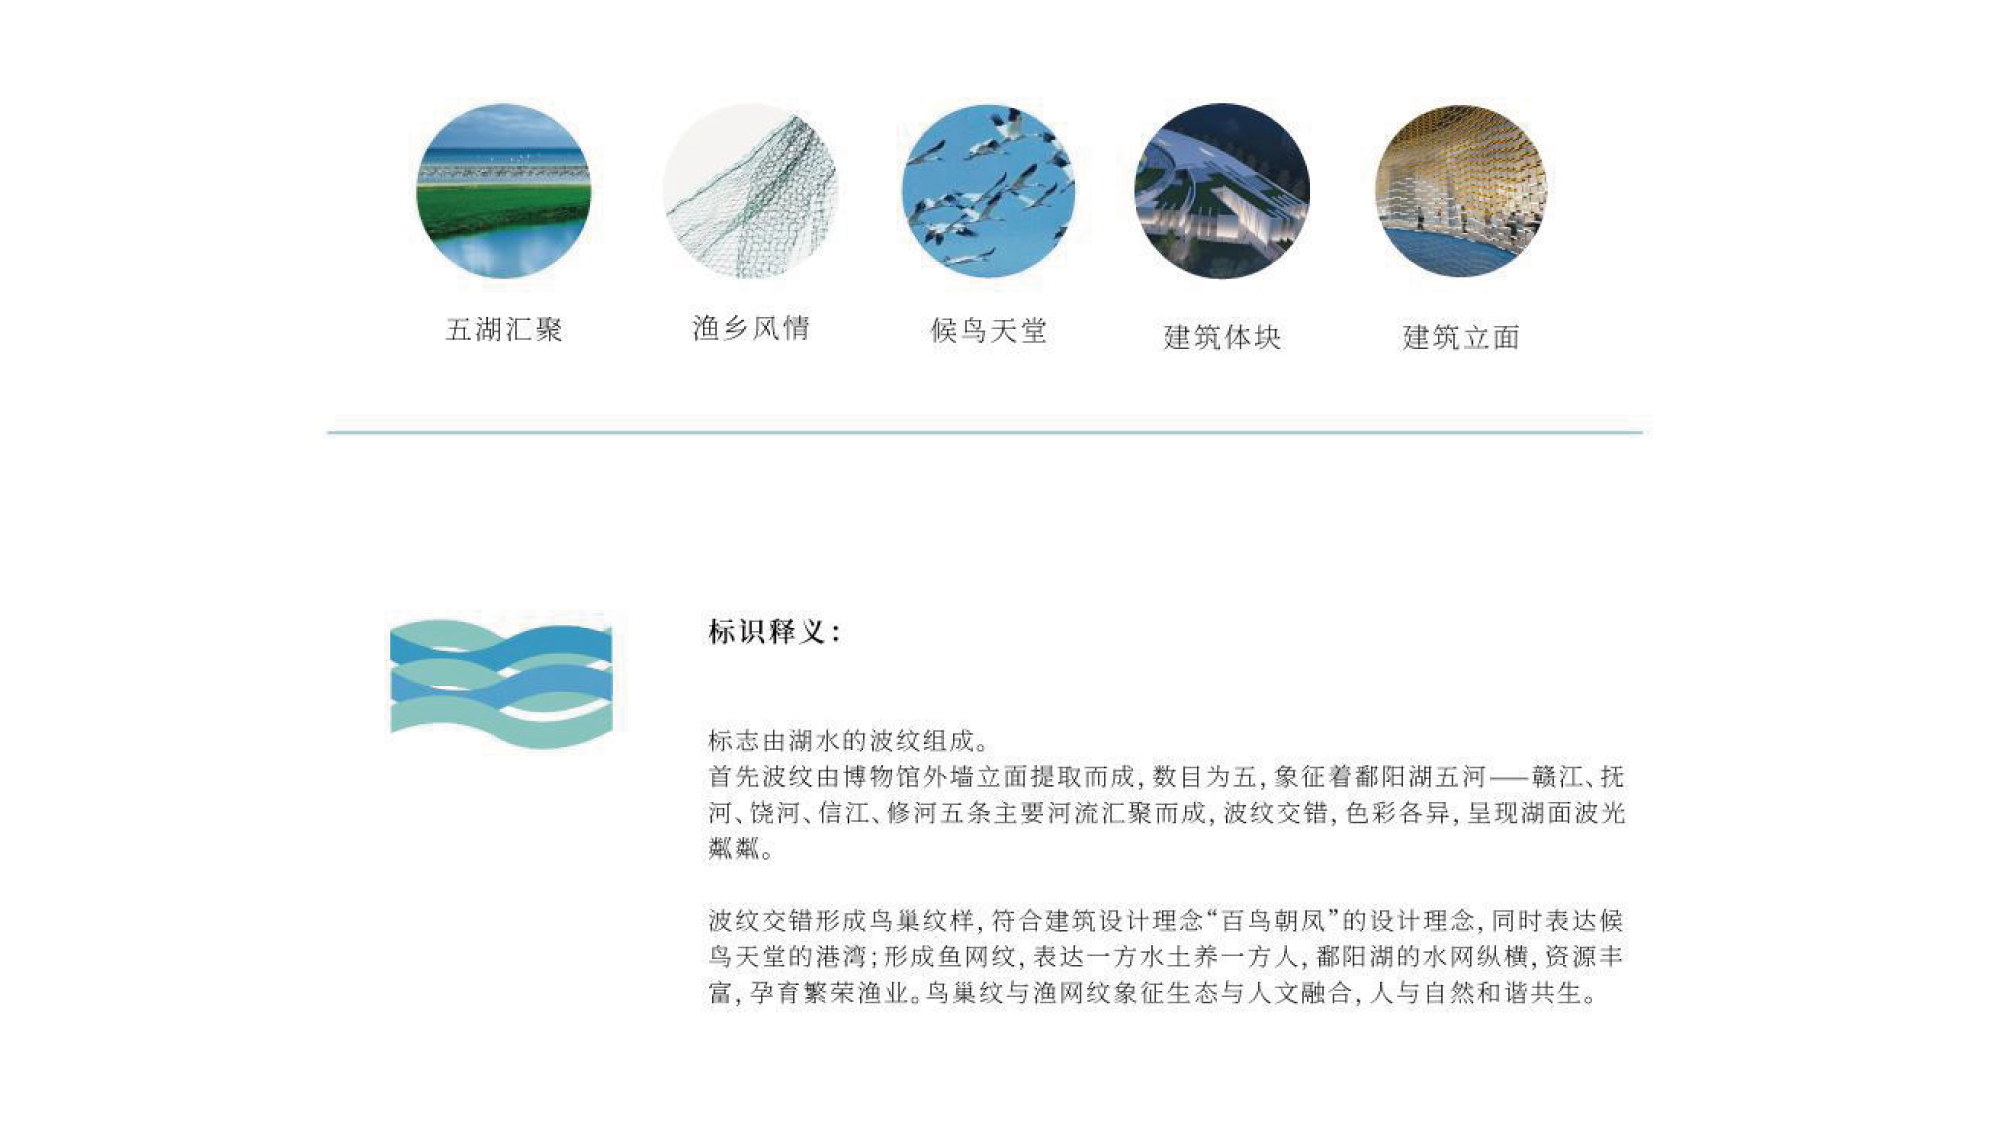 五湖汇聚
渔乡风情
候鸟天堂
建筑体块
建筑立面
标识释义：
标志由湖水的波纹组成。
首先波纹由博物馆外墙立面提取而成，数目为五，象征着鄱阳湖五河——赣江、抚
河、饶河、信江、修河五条主要河流汇聚而成，波纹交错，色彩各异，呈现湖面波光
粼粼。
波纹交错形成鸟巢纹样，符合建筑设计理念“百鸟朝凤”的设计理念，同时表达候
鸟天堂的港湾；形成鱼网纹，表达一方水土养一方人，鄱阳湖的水网纵横，资源丰
富，孕育繁荣渔业。鸟巢纹与渔网纹象征生态与人文融合，人与自然和谐共生。